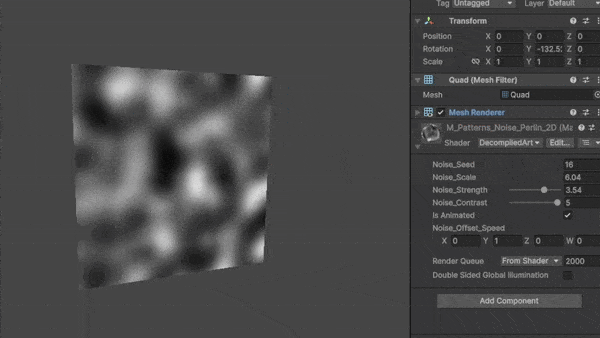 Tag Untagged Layer Default
Transform
Position X 0 Y 0 Z 0
Rotation X 0 Y -132.5 Z 0
Scale X 1 Y 1 Z 1
Quad (Mesh Filter)
Mesh Quad
Mesh Renderer
M_Patterns_Noise_Perlin_2D (Ma
Shader DecompiledArt Edit...
Noise_Seed 16
Noise_Scale 6.04
Noise_Strength 3.54
Noise_Contrast 5
Is Animated
Noise_Offset_Speed
X 0 Y 1 Z 0 W 0
Render Queue From Shader 2000
Double Sided Global Illumination
Add Component